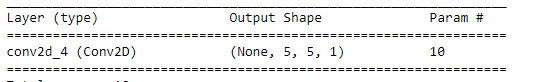 Layer (type) Output Shape Param #
conv2d_4 (Conv2D) (None, 5, 5, 1) 10